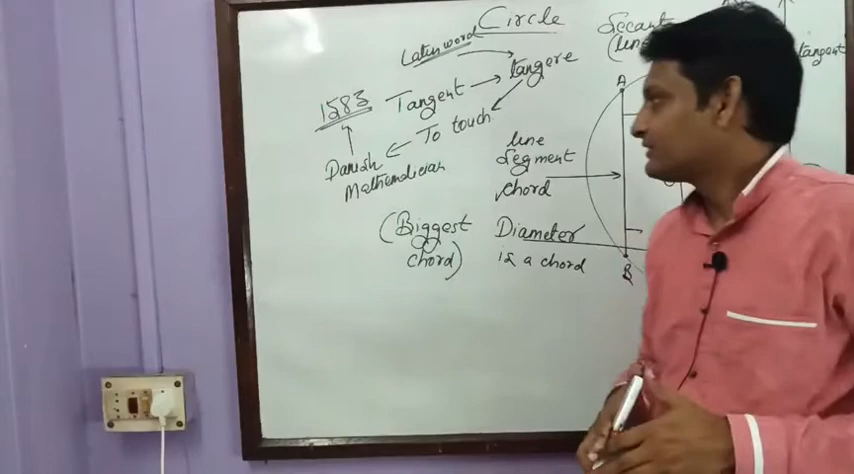 Circle
Latin word
tangere
Tangent
To touch
1583
Danish
Mathemdician
Secant
(line
tangent
A
line
segment
chord
(Biggest
chord)
Diameter
is a chord
B